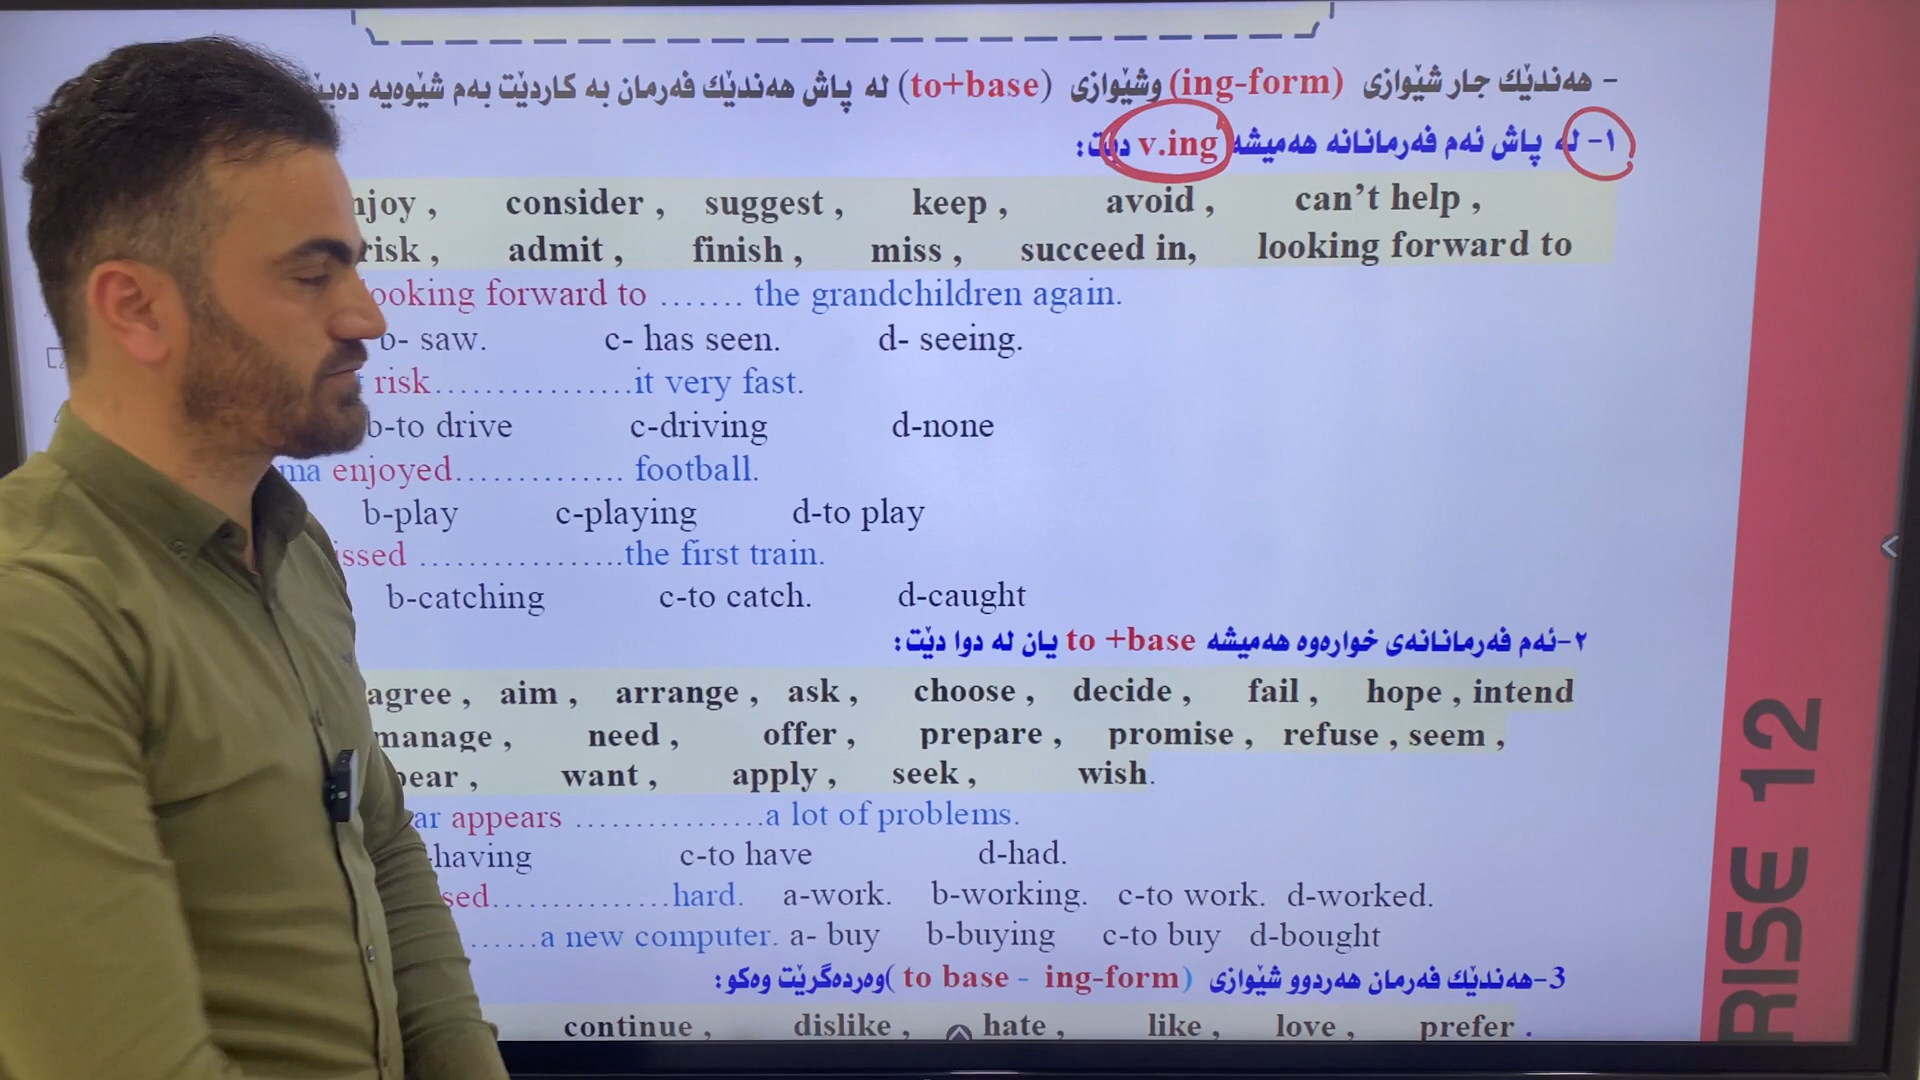 - هەندێك جار شێوازی (ing-form) وشێوازی (to+base) لە پاش هەندێك فەرمان بە كاردێت بەم شێوەیە
١- لە پاش ئەم فەرمانانە هەمیشە v.ing دێت :
njoy , consider , suggest , keep , avoid , can't help ,
risk , admit , finish , miss , succeed in, looking forward to
ooking forward to ....... the grandchildren again.
b- saw. c- has seen. d- seeing.
risk.................it very fast.
b-to drive c-driving d-none
ma enjoyed.............. football.
b-play c-playing d-to play
issed .................the first train.
b-catching c-to catch. d-caught
٢-ئەم فەرمانانەی خوارەوە هەمیشە to +base یان لە دوا دێت :
agree , aim , arrange , ask , choose , decide , fail , hope , intend
manage , need , offer , prepare , promise , refuse , seem ,
pear , want , apply , seek , wish.
ar appears ................a lot of problems.
-having c-to have d-had.
sed...............hard. a-work. b-working. c-to work. d-worked.
......a new computer. a- buy b-buying c-to buy d-bought
3-هەندێك فەرمان هەردوو شێوازی (to base - ing-form )وەردەگرێت وەكو :
continue , dislike , hate , like , love , prefer .
RISE 12